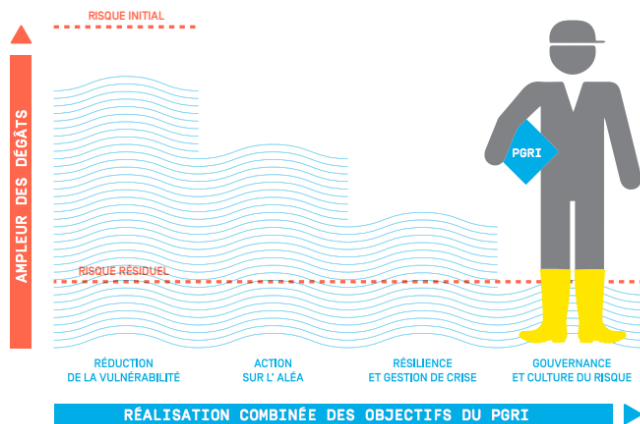 RISQUE INITIAL
AMPLEUR DES DÉGÂTS
PGRI
RISQUE RÉSIDUEL
RÉDUCTION
DE LA VULNÉRABILITÉ
ACTION
SUR L' ALÉA
RÉSILIENCE
ET GESTION DE CRISE
GOUVERNANCE
ET CULTURE DU RISQUE
RÉALISATION COMBINÉE DES OBJECTIFS DU PGRI